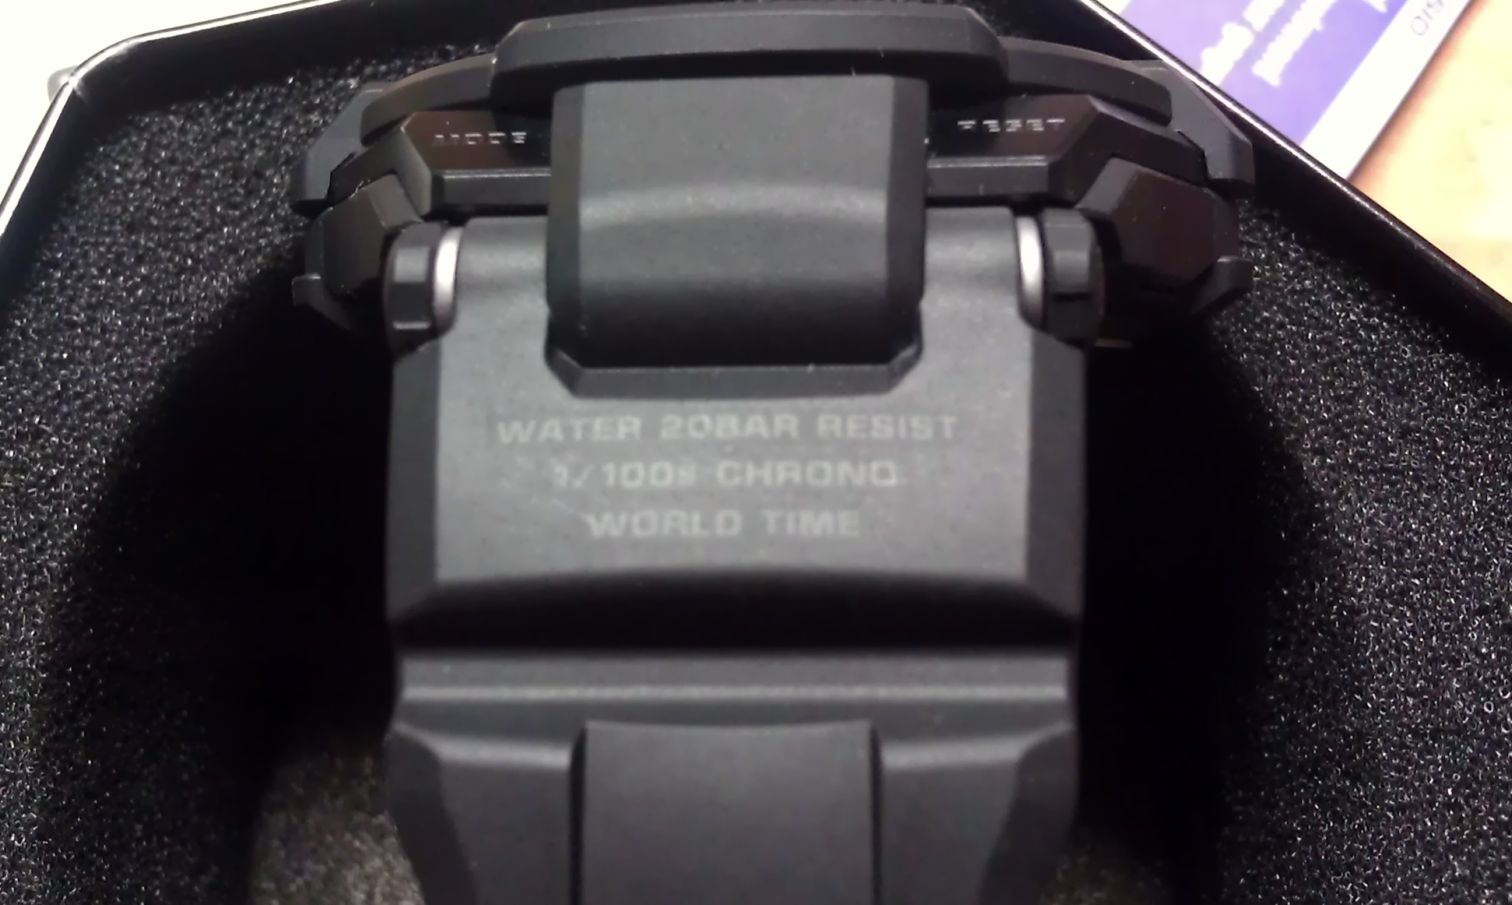 MODE
RESET
WATER 20BAR RESIST
1/100s CHRONO
WORLD TIME